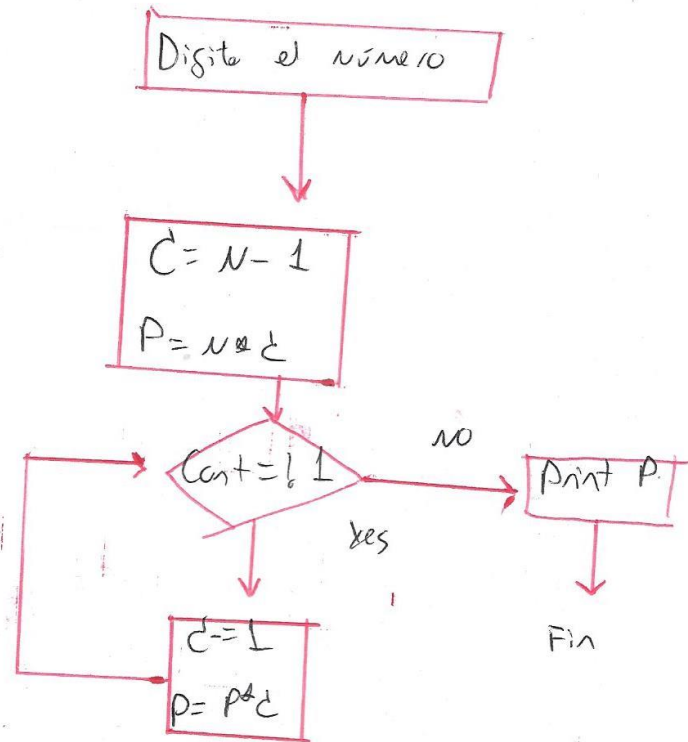 Digite el número
C = N - 1
P = N * C
Cont =! 1
NO
Print P.
Yes
C -= 1
P = P * C
Fin